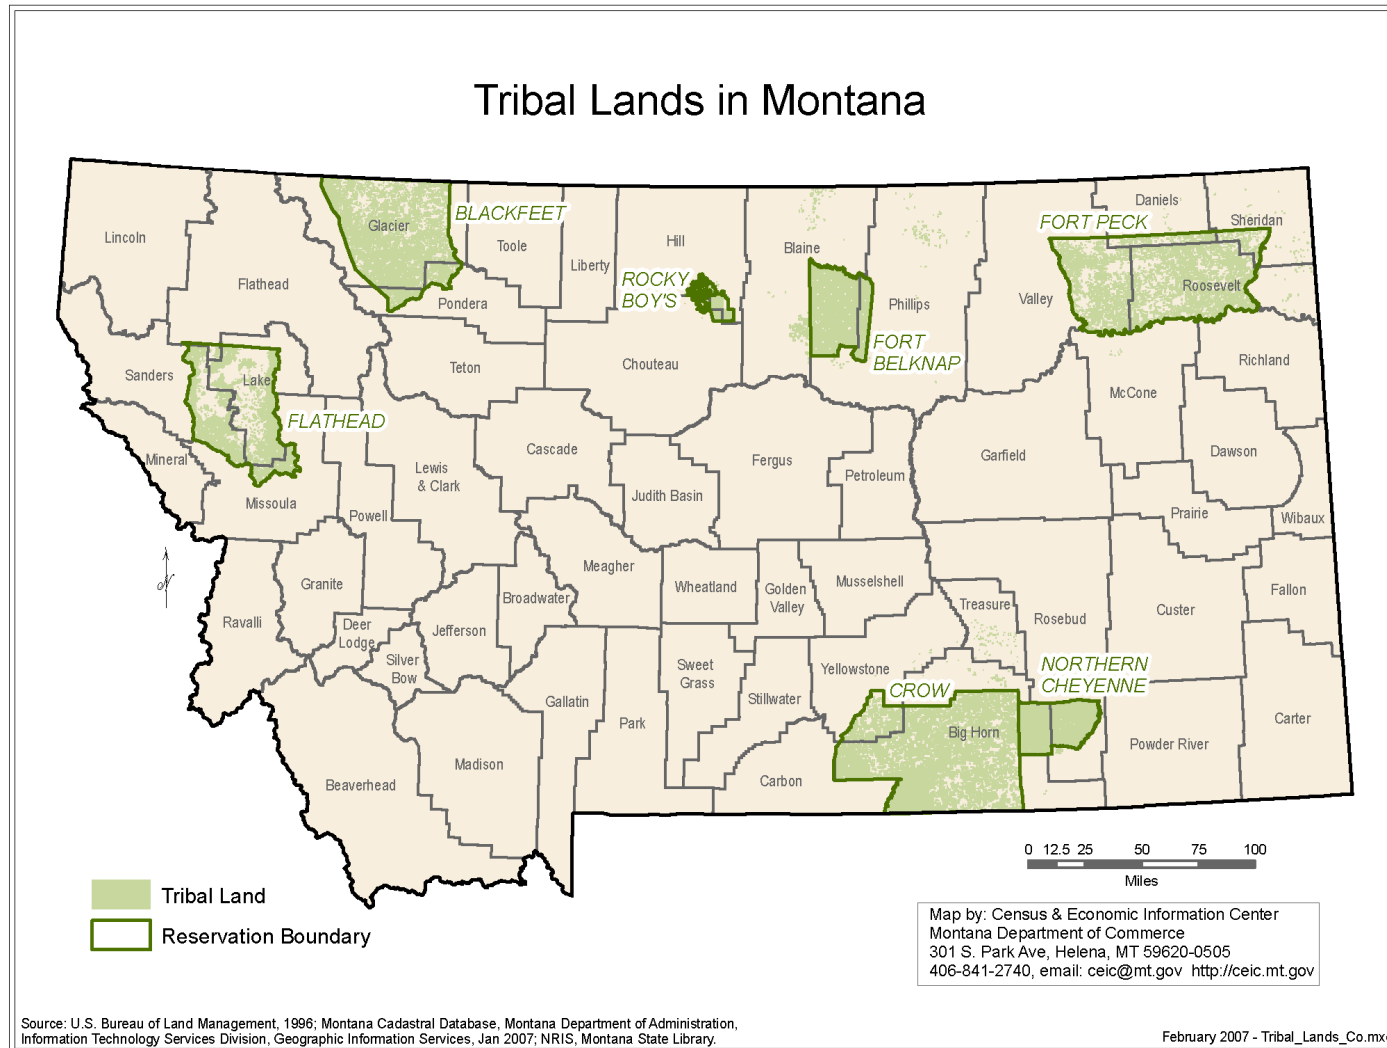 Tribal Lands in Montana
Lincoln
Flathead
Glacier
BLACKFEET
Toole
Liberty
Hill
Blaine
Phillips
Valley
Daniels
Sheridan
FORT PECK
Roosevelt
Pondera
ROCKY
BOY'S
FORT
BELKNAP
Sanders
Lake
FLATHEAD
Teton
Chouteau
McCone
Richland
Mineral
Missoula
Powell
Lewis
& Clark
Cascade
Judith Basin
Fergus
Petroleum
Garfield
Dawson
Prairie
Wibaux
N
Ravalli
Granite
Deer
Lodge
Silver
Bow
Jefferson
Broadwater
Meagher
Wheatland
Golden
Valley
Musselshell
Treasure
Rosebud
Custer
Fallon
Beaverhead
Madison
Gallatin
Park
Sweet
Grass
Stillwater
Yellowstone
Carbon
CROW
Big Horn
NORTHERN
CHEYENNE
Powder River
Carter
0 12.5 25 50 75 100
Miles
Tribal Land
Reservation Boundary
Map by: Census & Economic Information Center
Montana Department of Commerce
301 S. Park Ave, Helena, MT 59620-0505
406-841-2740, email: ceic@mt.gov http://ceic.mt.gov
Source: U.S. Bureau of Land Management, 1996; Montana Cadastral Database, Montana Department of Administration,
Information Technology Services Division, Geographic Information Services, Jan 2007; NRIS, Montana State Library.
February 2007 - Tribal_Lands_Co.mx